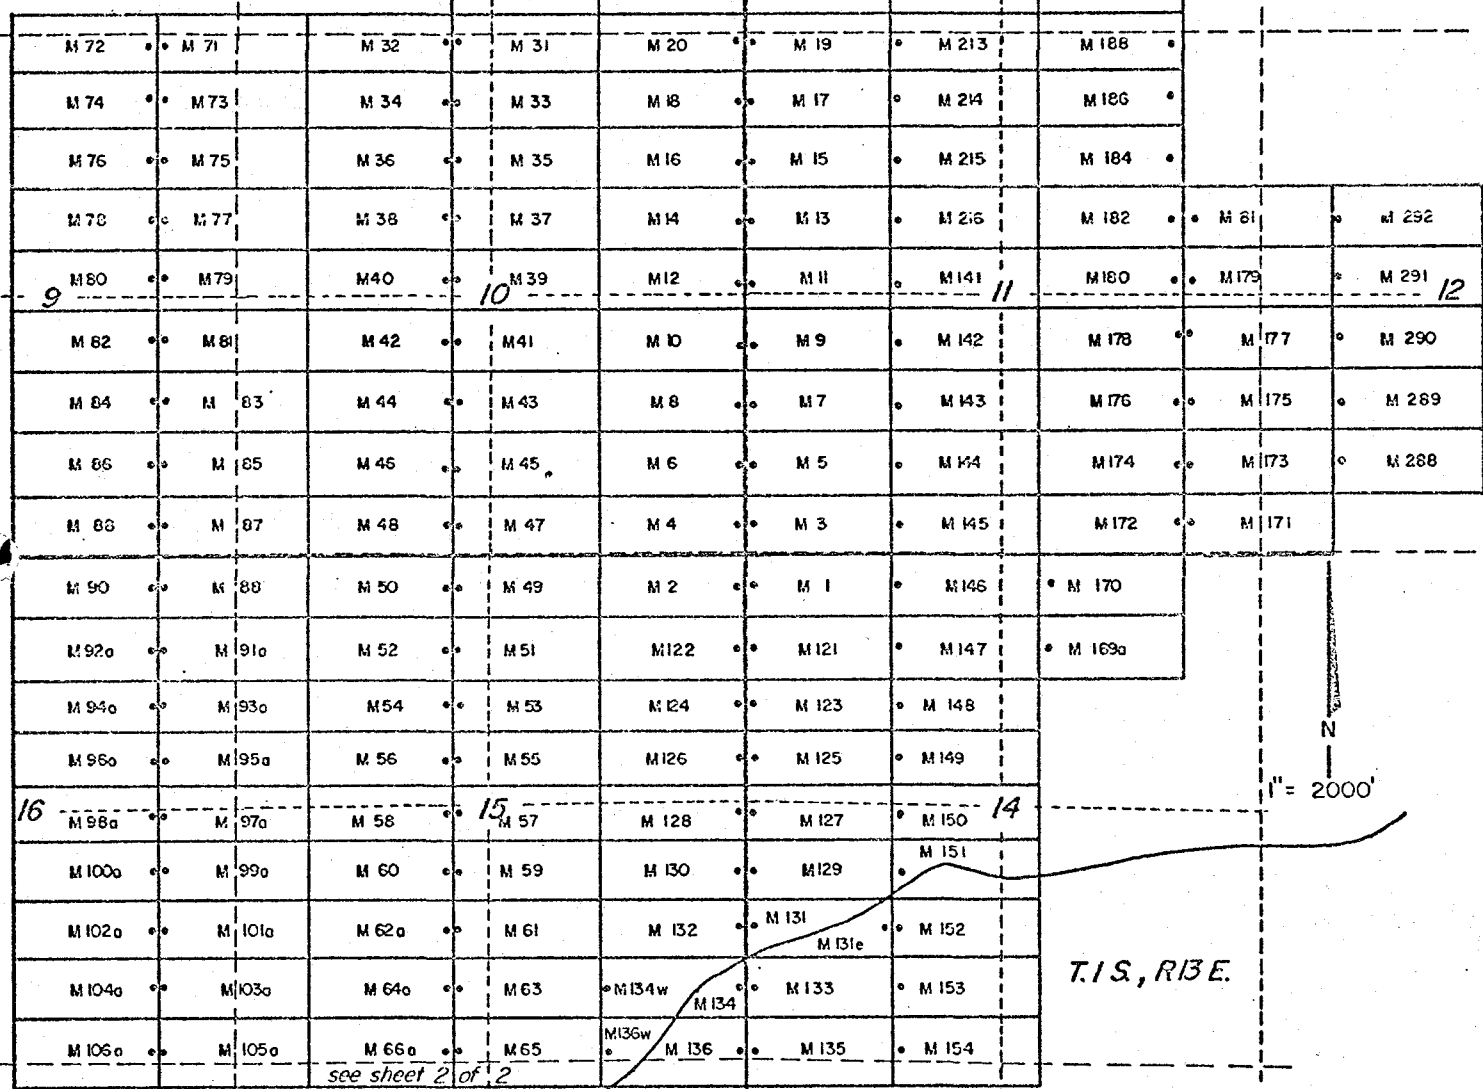 M 72 M 71 M 32 M 31 M 20 M 19 M 213 M 188
M 74 M 73 M 34 M 33 M 18 M 17 M 214 M 186
M 76 M 75 M 36 M 35 M 16 M 15 M 215 M 184
M 78 M 77 M 38 M 37 M 14 M 13 M 216 M 182 M 81 M 292
M 80 M 79 M 40 M 39 M 12 M 11 M 141 M 180 M 179 M 291
9 10 11 12
M 82 M 81 M 42 M 41 M 10 M 9 M 142 M 178 M 177 M 290
M 84 M 83 M 44 M 43 M 8 M 7 M 143 M 176 M 175 M 289
M 86 M 85 M 46 M 45 M 6 M 5 M 144 M 174 M 173 M 288
M 88 M 87 M 48 M 47 M 4 M 3 M 145 M 172 M 171
M 90 M 88 M 50 M 49 M 2 M 1 M 146 M 170
M 92a M 91a M 52 M 51 M 122 M 121 M 147 M 169a
M 94a M 93a M 54 M 53 M 124 M 123 M 148
N
M 96a M 95a M 56 M 55 M 126 M 125 M 149
1" = 2000'
16 15 14
M 98a M 97a M 58 M 57 M 128 M 127 M 150
M 151
M 100a M 99a M 60 M 59 M 130 M 129
M 102a M 101a M 62a M 61 M 132 M 131 M 152
M 131e
T.1 S., R13 E.
M 104a M 103a M 64a M 63 M 134w M 133 M 153
M 134
M 136w
M 106a M 105a M 66a M 65 M 136 M 135 M 154
see sheet 2 of 2